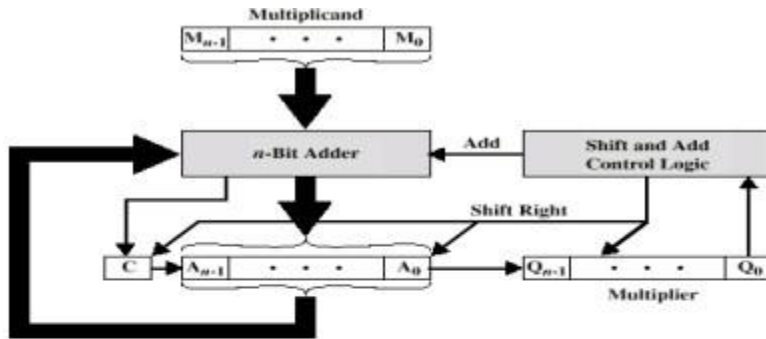 Multiplicand
Mn-1 • • • M0
n-Bit Adder
Add
Shift and Add
Control Logic
Shift Right
C
An-1 • • • A0
Qn-1 • • • Q0
Multiplier